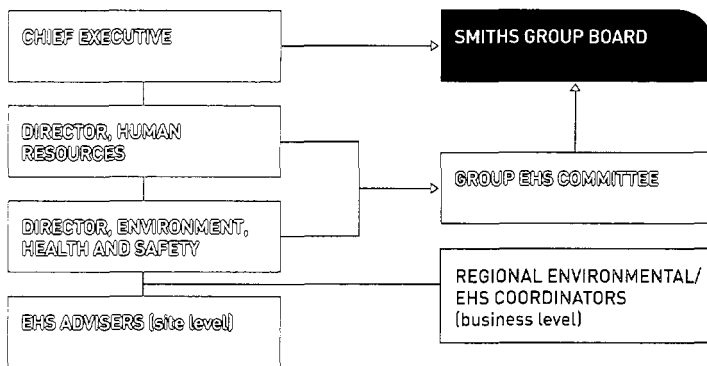 CHIEF EXECUTIVE
SMITHS GROUP BOARD
DIRECTOR, HUMAN
RESOURCES
GROUP EHS COMMITTEE
DIRECTOR, ENVIRONMENT,
HEALTH AND SAFETY
REGIONAL ENVIRONMENTAL/
EHS COORDINATORS
(business level)
EHS ADVISERS (site level)